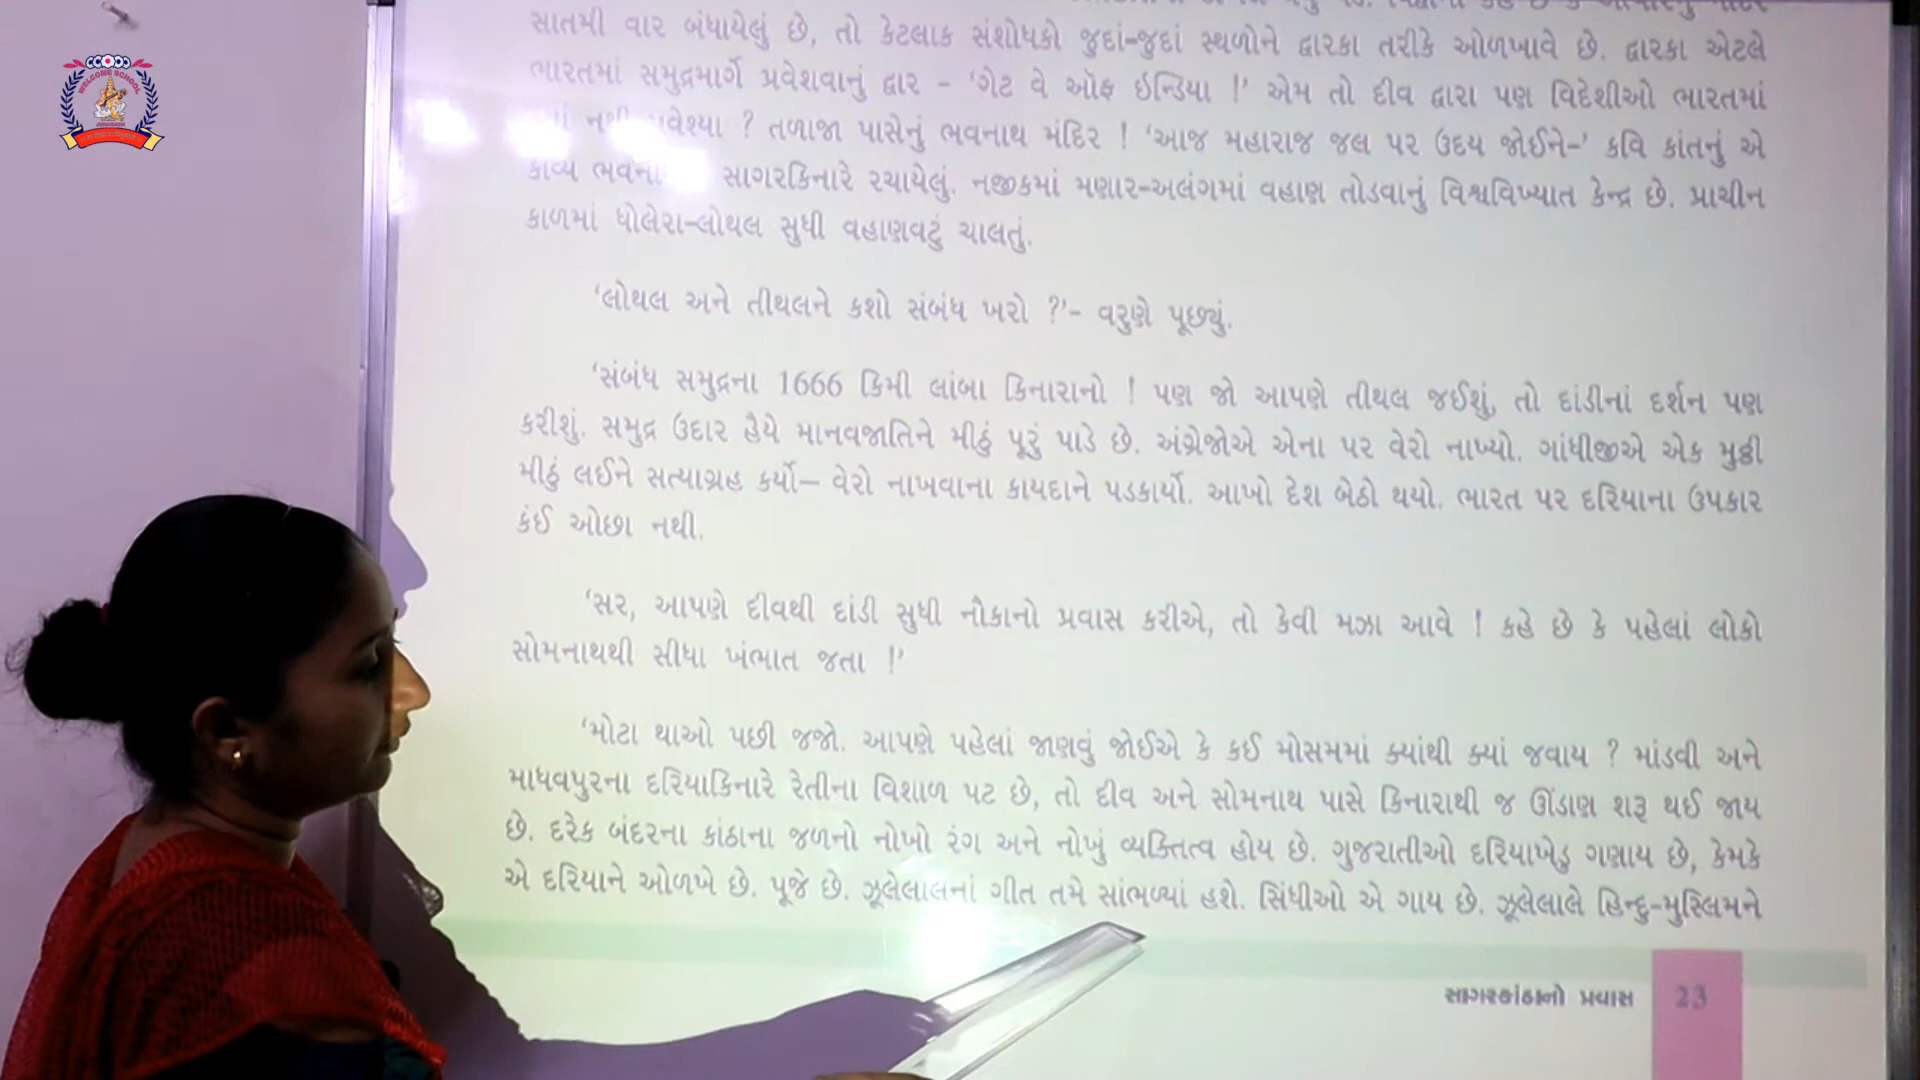 WELCOME SCHOOL
સાતમી વાર બંધાયેલું છે, તો કેટલાક સંશોધકો જુદાં-જુદાં સ્થળોને દ્વારકા તરીકે ઓળખાવે છે. દ્વારકા એટલે
ભારતમાં સમુદ્રમાર્ગે પ્રવેશવાનું દ્વાર – ‘ગેટ વે ઑફ ઇન્ડિયા !’ એમ તો દીવ દ્વારા પણ વિદેશીઓ ભારતમાં
? તળાજા પાસેનું ભવનાથ મંદિર ! ‘આજ મહારાજ જલ પર ઉદય જોઈને–’ કવિ કાંતનું એ
કાવ્ય સાગરકિનારે રચાયેલું. નજીકમાં મણાર-અલંગમાં વહાણ તોડવાનું વિશ્વવિખ્યાત કેન્દ્ર છે. પ્રાચીન
કાળમાં ધોલેરા-લોથલ સુધી વહાણવટું ચાલતું.
‘લોથલ અને તીથલને કશો સંબંધ ખરો ?’- વરુણે પૂછ્યું.
‘સંબંધ સમુદ્રના 1666 કિમી લાંબા કિનારાનો ! પણ જો આપણે તીથલ જઈશું, તો દાંડીનાં દર્શન પણ
કરીશું. સમુદ્ર ઉદાર હૈયે માનવજાતિને મીઠું પૂરું પાડે છે. અંગ્રેજોએ એના પર વેરો નાખ્યો. ગાંધીજીએ એક મુઠ્ઠી
મીઠું લઈને સત્યાગ્રહ કર્યો– વેરો નાખવાના કાયદાને પડકાર્યો. આખો દેશ બેઠો થયો. ભારત પર દરિયાના ઉપકાર
કંઈ ઓછા નથી.
‘સર, આપણે દીવથી દાંડી સુધી નૌકાનો પ્રવાસ કરીએ, તો કેવી મઝા આવે ! કહે છે કે પહેલાં લોકો
સોમનાથથી સીધા ખંભાત જતા !’
‘મોટા થાઓ પછી જજો. આપણે પહેલાં જાણવું જોઈએ કે કઈ મોસમમાં ક્યાંથી ક્યાં જવાય ? માંડવી અને
માધવપુરના દરિયાકિનારે રેતીના વિશાળ પટ છે, તો દીવ અને સોમનાથ પાસે કિનારાથી જ ઊંડાણ શરૂ થઈ જાય
છે. દરેક બંદરના કાંઠાના જળનો નોખો રંગ અને નોખું વ્યક્તિત્વ હોય છે. ગુજરાતીઓ દરિયાખેડુ ગણાય છે, કેમકે
એ દરિયાને ઓળખે છે. પૂજે છે. ઝૂલેલાલનાં ગીત તમે સાંભળ્યાં હશે. સિંધીઓ એ ગાય છે. ઝૂલેલાલે હિન્દુ-મુસ્લિમને
સાગરકાંઠાનો પ્રવાસ 23